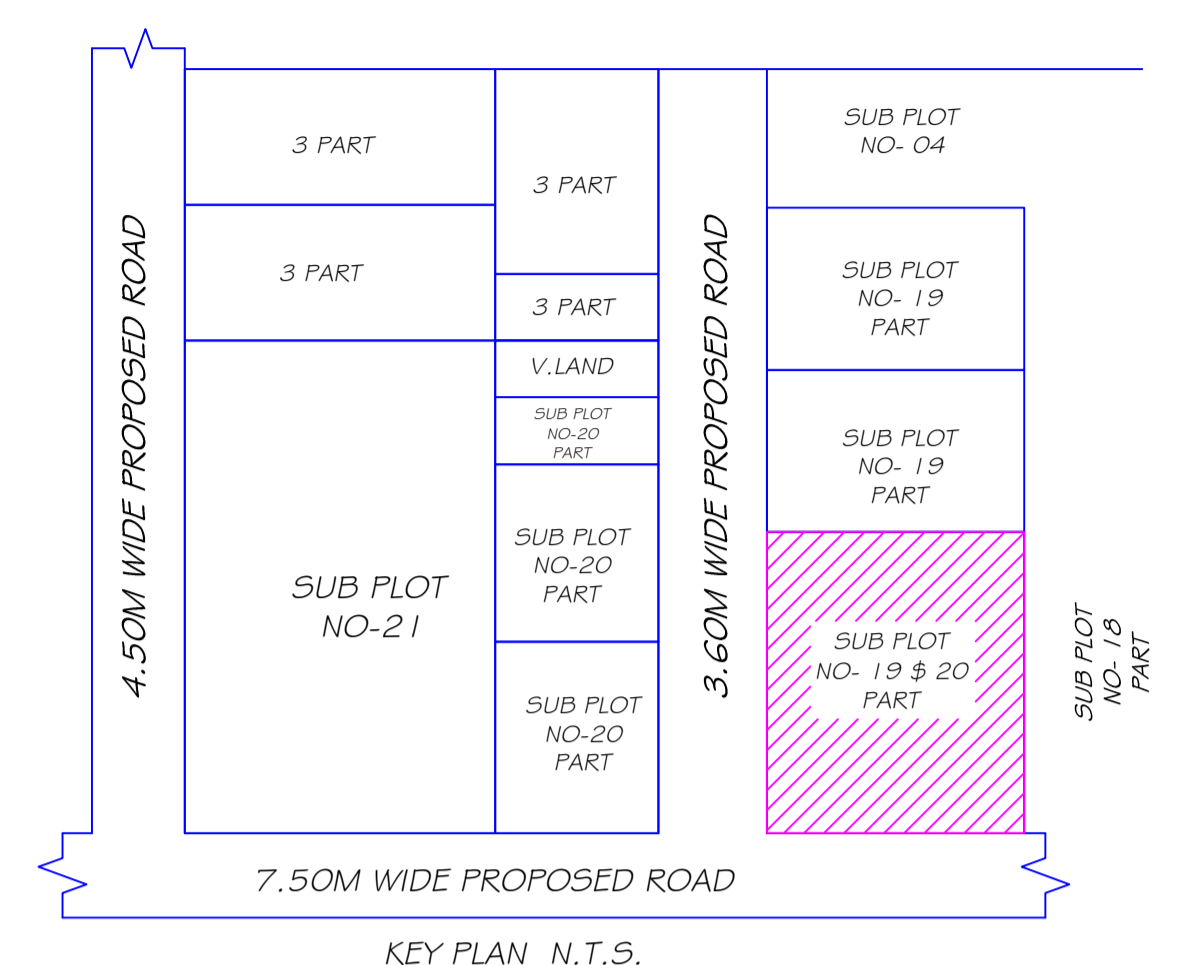 4.50M WIDE PROPOSED ROAD
3 PART
3 PART
SUB PLOT
NO-21
3 PART
3 PART
V.LAND
SUB PLOT
NO-20
PART
SUB PLOT
NO-20
PART
SUB PLOT
NO-20
PART
3.60M WIDE PROPOSED ROAD
SUB PLOT
NO- 04
SUB PLOT
NO- 19
PART
SUB PLOT
NO- 19
PART
SUB PLOT
NO- 19 $ 20
PART
SUB PLOT
NO- 18
PART
7.50M WIDE PROPOSED ROAD
KEY PLAN N.T.S.